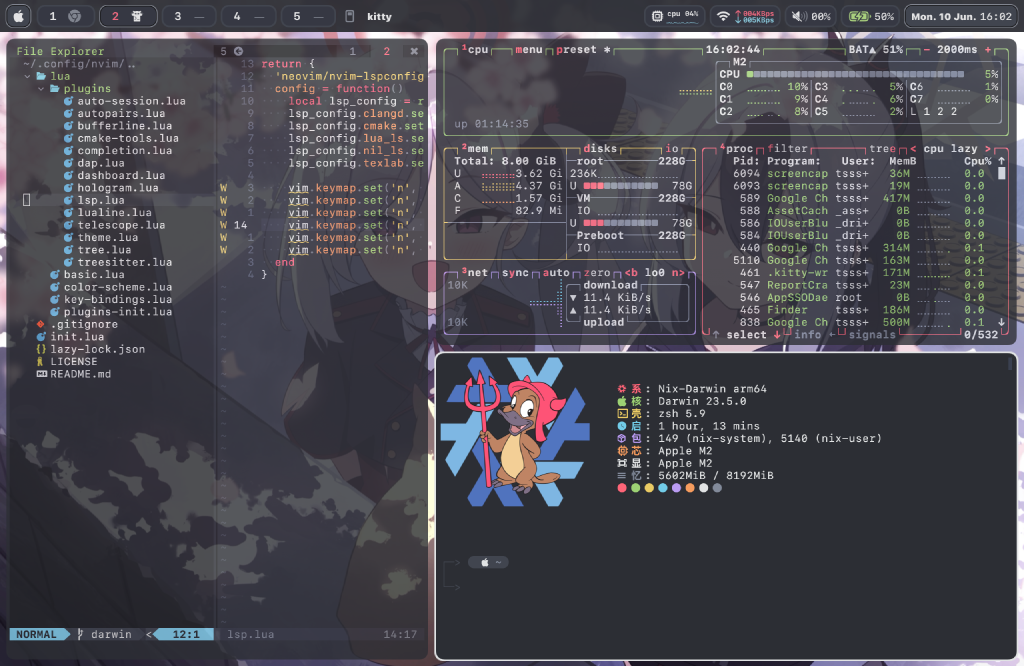 1 2 3 — 4 — 5 — kitty cpu 04% 004KBps 005KBps 00% 50% Mon. 10 Jun. 16:02
File Explorer
~/.config/nvim/..
lua
plugins
auto-session.lua
autopairs.lua
bufferline.lua
cmake-tools.lua
completion.lua
dap.lua
dashboard.lua
hologram.lua
lsp.lua
lualine.lua
telescope.lua
theme.lua
tree.lua
treesitter.lua
basic.lua
color-scheme.lua
key-bindings.lua
plugins-init.lua
.gitignore
init.lua
lazy-lock.json
LICENSE
README.md
NORMAL darwin < 12:1
5 1 2
13 return {
12 'neovim/nvim-lspconfig
11 config = function()
10 local lsp_config = r
9 lsp_config.clangd.se
8 lsp_config.cmake.set
7 lsp_config.lua_ls.se
6 lsp_config.nil_ls.se
5 lsp_config.texlab.se
4
W 3 vim.keymap.set('n',
W 2 vim.keymap.set('n',
W 1 vim.keymap.set('n',
W 14 vim.keymap.set('n',
W 1 vim.keymap.set('n',
W 2 vim.keymap.set('n',
3 end
4 }
lsp.lua 14:17
1cpu menu preset * 16:02:44 BAT▲ 51% - 2000ms +
M2
CPU 5%
C0 10% C3 5% C6 1%
C1 9% C4 6% C7 0%
C2 8% C5 2% L 1 2 2
up 01:14:35
2mem disks io
Total: 8.00 GiB
U 3.62 Gi
A 4.37 Gi
C 1.57 Gi
F 82.9 Mi
root 228G
236K
U 78G
VM 228G
IO
U 78G
Preboot 228G
IO
3net sync auto zero <b lo0 n>
10K
10K
download
▼ 11.4 KiB/s
▲ 11.4 KiB/s
upload
4proc filter tree < cpu lazy >
Pid: Program: User: MemB Cpu% ↑
6094 screencap tsss+ 36M 0.0
6093 screencap tsss+ 19M 0.0
589 Google Ch tsss+ 417M 0.0
588 AssetCach _ass+ 0B 0.0
586 IOUserBlu _dri+ 0B 0.0
584 IOUserBlu _dri+ 0B 0.0
440 Google Ch tsss+ 314M 0.1
5110 Google Ch tsss+ 163M 0.0
461 .kitty-wr tsss+ 171M 0.1
547 ReportCra tsss+ 23M 0.0
546 AppSSODae root 0B 0.0
465 Finder tsss+ 186M 0.0
838 Google Ch tsss+ 500M 0.1 ↓
↑ select ↓ info signals 0/532
系 : Nix-Darwin arm64
核 : Darwin 23.5.0
壳 : zsh 5.9
启 : 1 hour, 13 mins
包 : 149 (nix-system), 5140 (nix-user)
芯 : Apple M2
显 : Apple M2
忆 : 5602MiB / 8192MiB
~